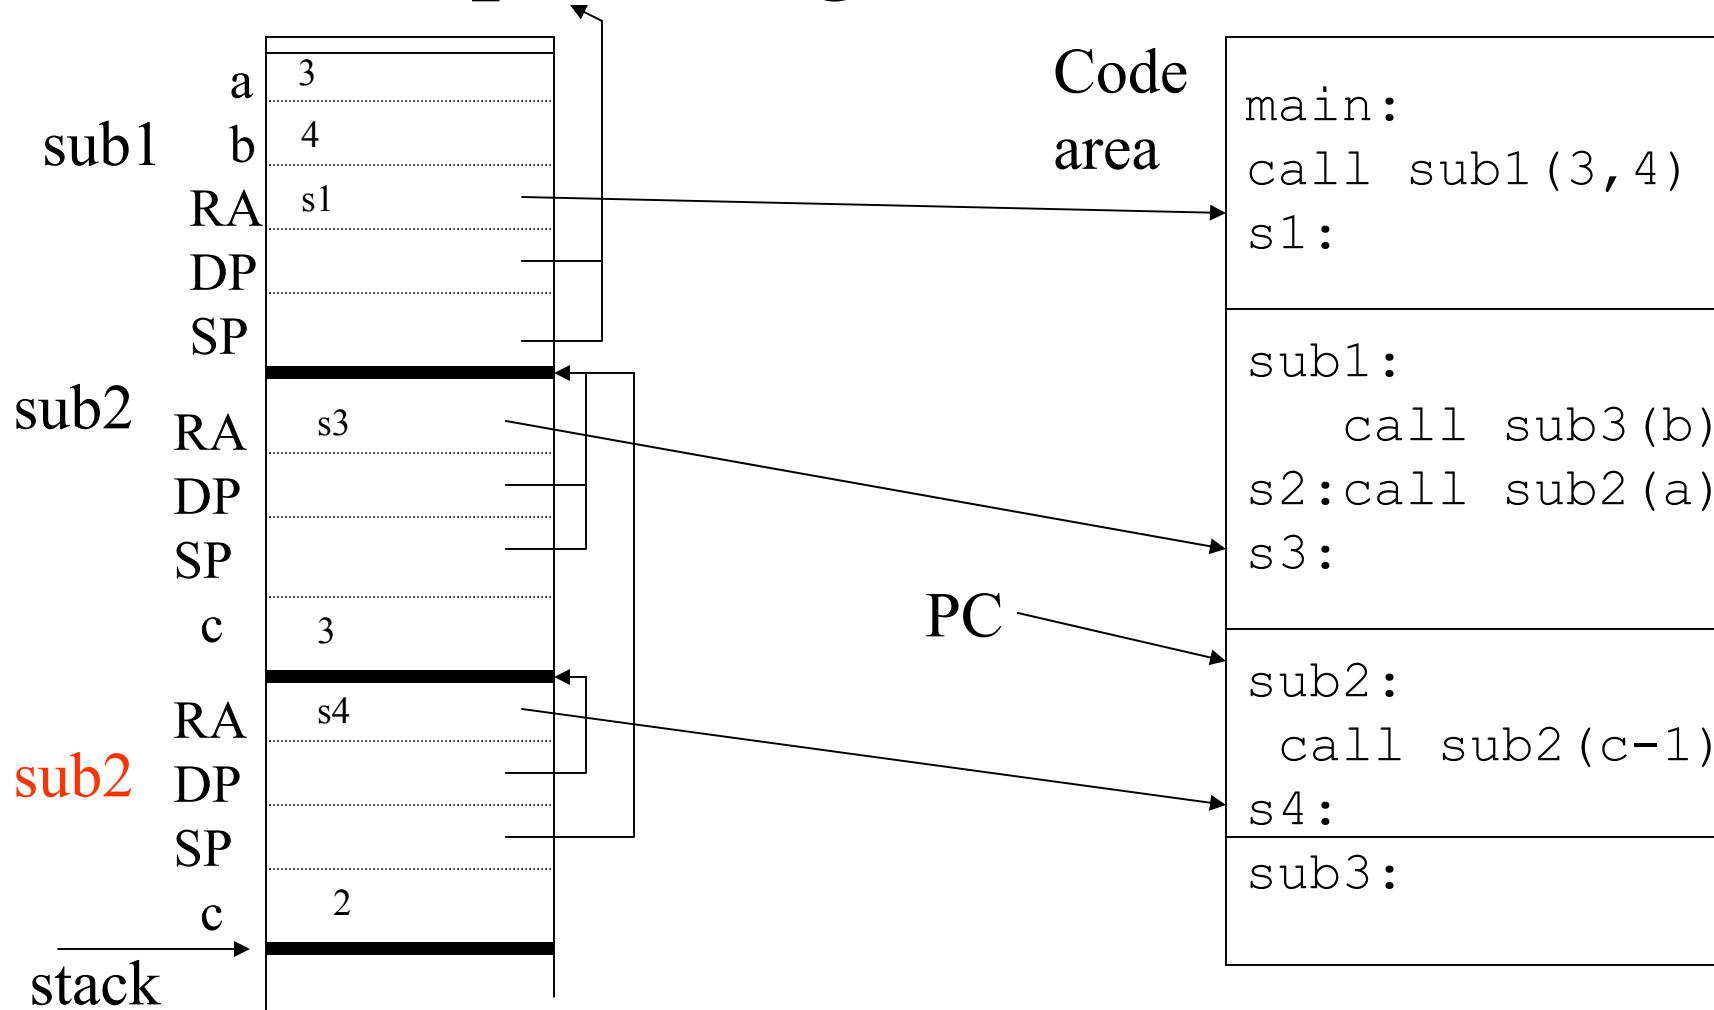 a 3
sub1 b 4
RA s1
DP
SP
sub2
RA s3
DP
SP
c 3
RA s4
sub2 DP
SP
c 2
stack
Code
area
PC
main:
call sub1(3,4)
s1:
sub1:
call sub3(b)
s2:call sub2(a)
s3:
sub2:
call sub2(c-1)
s4:
sub3: